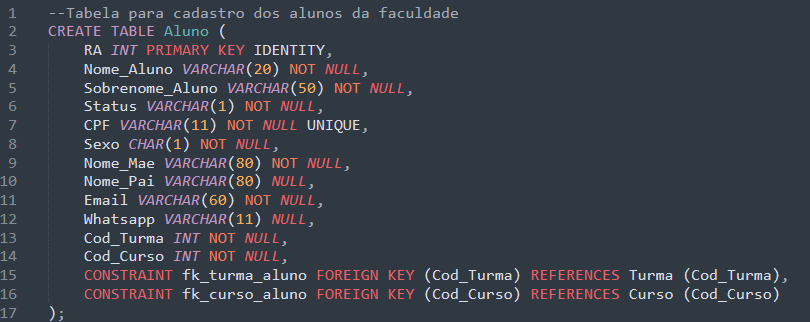 1 --Tabela para cadastro dos alunos da faculdade
2 CREATE TABLE Aluno (
3 RA INT PRIMARY KEY IDENTITY,
4 Nome_Aluno VARCHAR(20) NOT NULL,
5 Sobrenome_Aluno VARCHAR(50) NOT NULL,
6 Status VARCHAR(1) NOT NULL,
7 CPF VARCHAR(11) NOT NULL UNIQUE,
8 Sexo CHAR(1) NOT NULL,
9 Nome_Mae VARCHAR(80) NOT NULL,
10 Nome_Pai VARCHAR(80) NULL,
11 Email VARCHAR(60) NOT NULL,
12 Whatsapp VARCHAR(11) NULL,
13 Cod_Turma INT NOT NULL,
14 Cod_Curso INT NOT NULL,
15 CONSTRAINT fk_turma_aluno FOREIGN KEY (Cod_Turma) REFERENCES Turma (Cod_Turma),
16 CONSTRAINT fk_curso_aluno FOREIGN KEY (Cod_Curso) REFERENCES Curso (Cod_Curso)
17 );